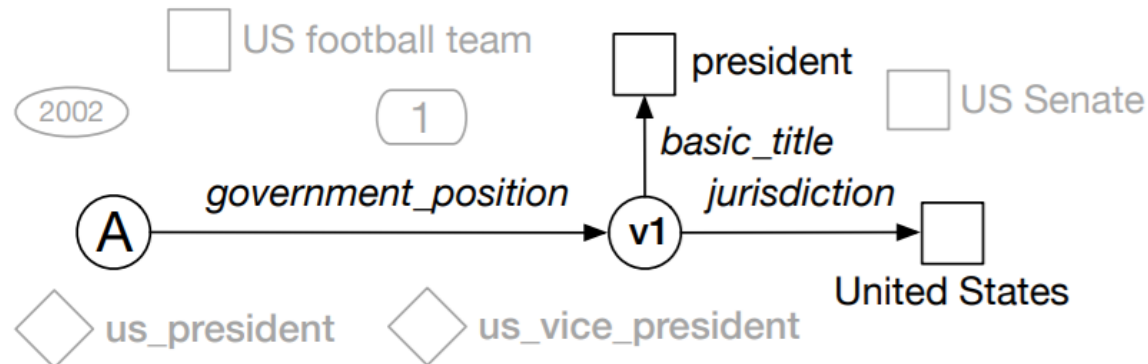 US football team
president
2002
1
US Senate
basic_title
government_position
jurisdiction
A
v1
United States
us_president
us_vice_president